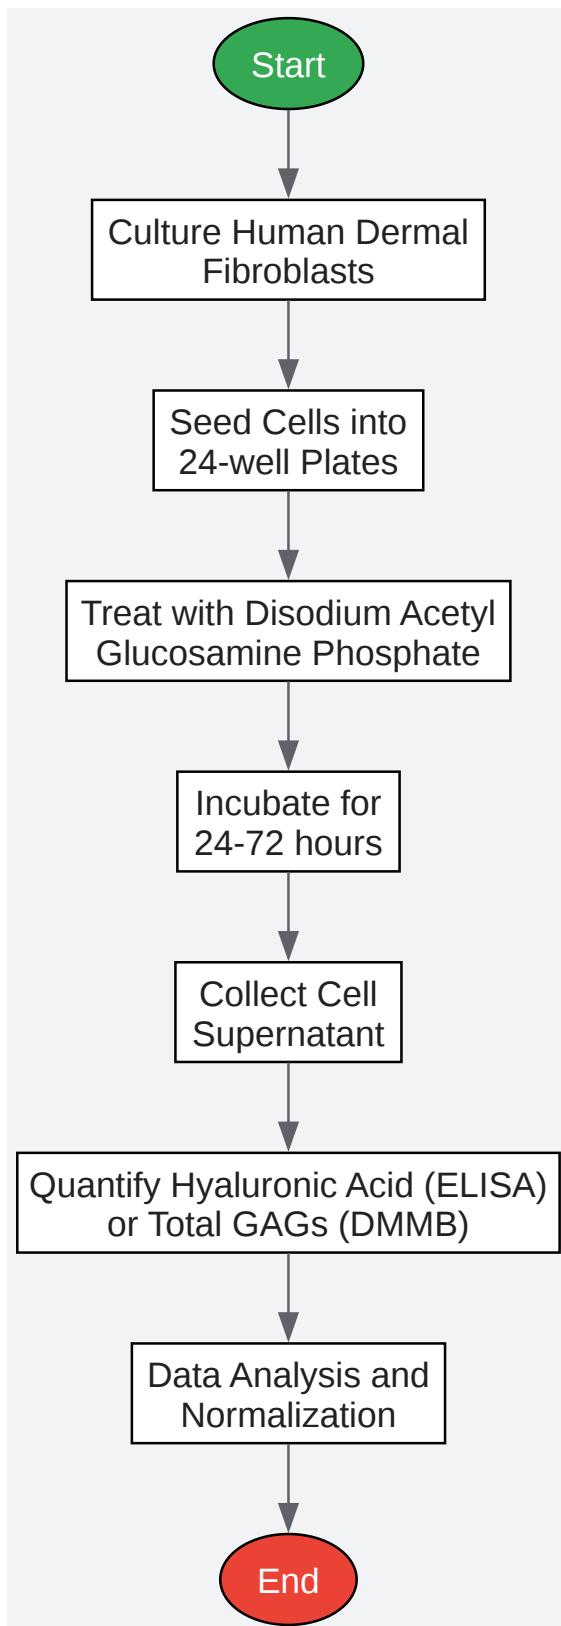 Start
Culture Human Dermal
Fibroblasts
Seed Cells into
24-well Plates
Treat with Disodium Acetyl
Glucosamine Phosphate
Incubate for
24-72 hours
Collect Cell
Supernatant
Quantify Hyaluronic Acid (ELISA)
or Total GAGs (DMMB)
Data Analysis and
Normalization
End